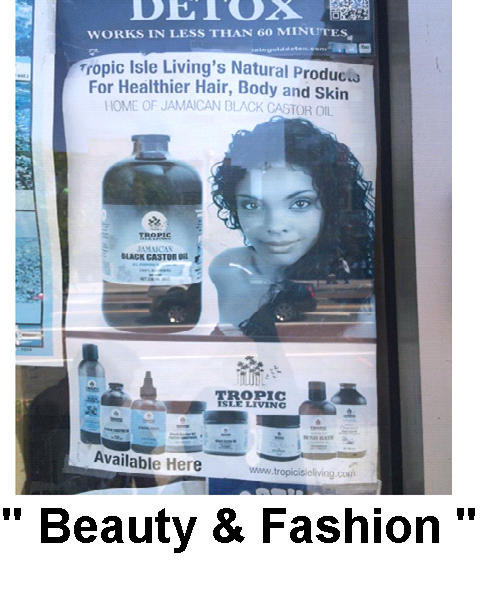 DETOX
WORKS IN LESS THAN 60 MINUTES
Tropic Isle Living's Natural Products
For Healthier Hair, Body and Skin
HOME OF JAMAICAN BLACK CASTOR OIL
TROPIC
ISLE LIVING
JAMAICAN
BLACK CASTOR OIL
TROPIC
ISLE LIVING
Available Here
www.tropicisleliving.com
" Beauty & Fashion "